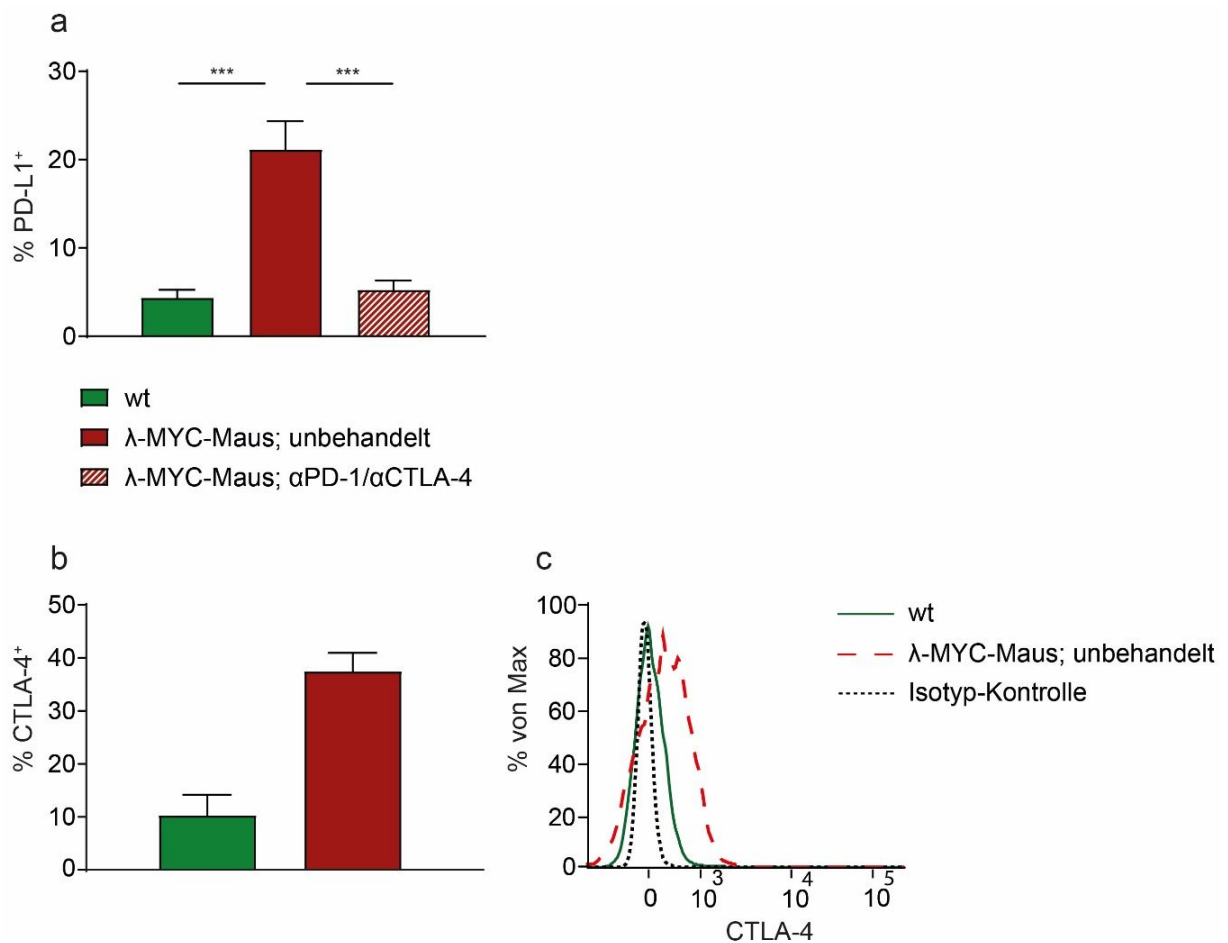 a
*** ***
30
20
10
0
% PD-L1⁺
wt
λ-MYC-Maus; unbehandelt
λ-MYC-Maus; αPD-1/αCTLA-4
b
50
40
30
20
10
0
% CTLA-4⁺
c
100
80
60
40
20
0
% von Max
0 10³ 10⁴ 10⁵
CTLA-4
wt
λ-MYC-Maus; unbehandelt
Isotyp-Kontrolle